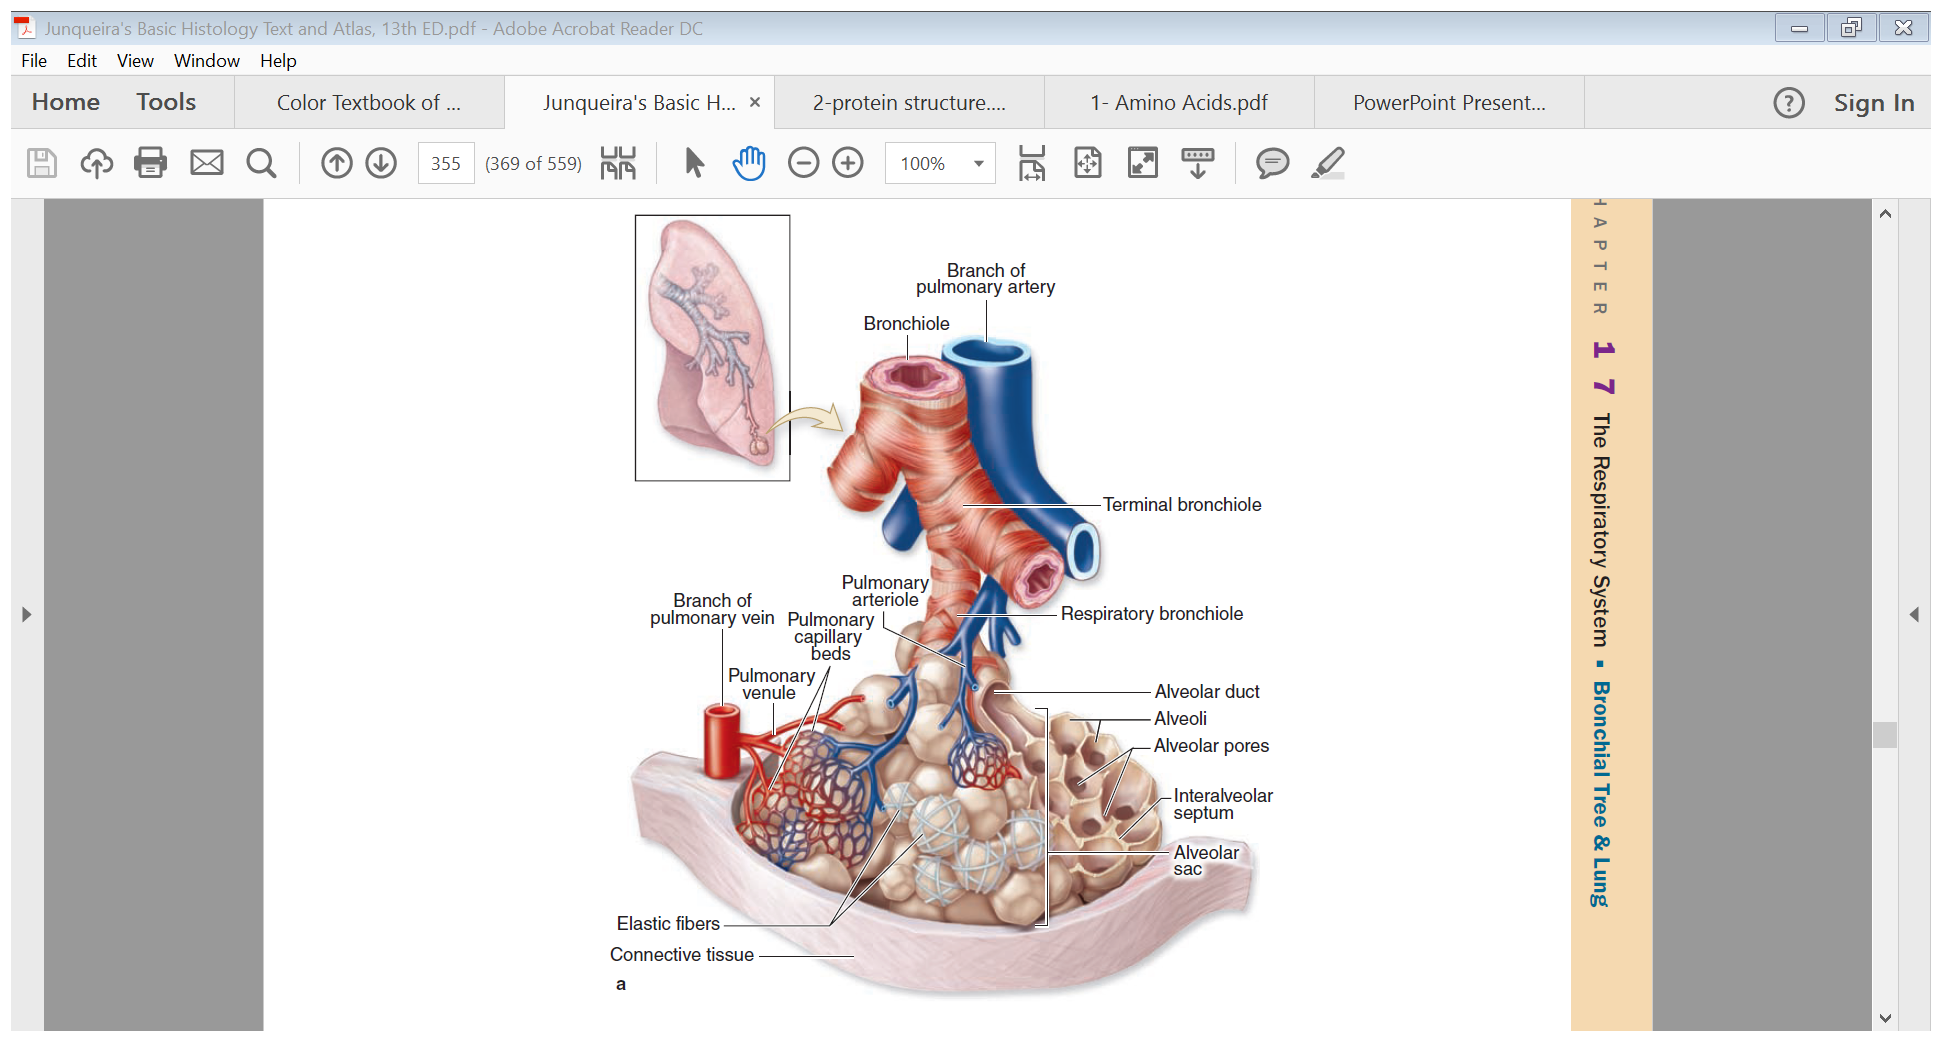 Junqueira's Basic Histology Text and Atlas, 13th ED.pdf - Adobe Acrobat Reader DC
File Edit View Window Help
Home Tools Color Textbook of ... Junqueira's Basic H... × 2-protein structure.... 1- Amino Acids.pdf PowerPoint Present... ? Sign In
355 (369 of 559) 100%
Branch of
pulmonary artery
Bronchiole
Terminal bronchiole
Pulmonary
arteriole
Branch of
pulmonary vein
Pulmonary
capillary
beds
Respiratory bronchiole
Pulmonary
venule
Alveolar duct
Alveoli
Alveolar pores
Interalveolar
septum
Alveolar
sac
Elastic fibers
Connective tissue
a
HAPTER 17 The Respiratory System ▪ Bronchial Tree & Lung